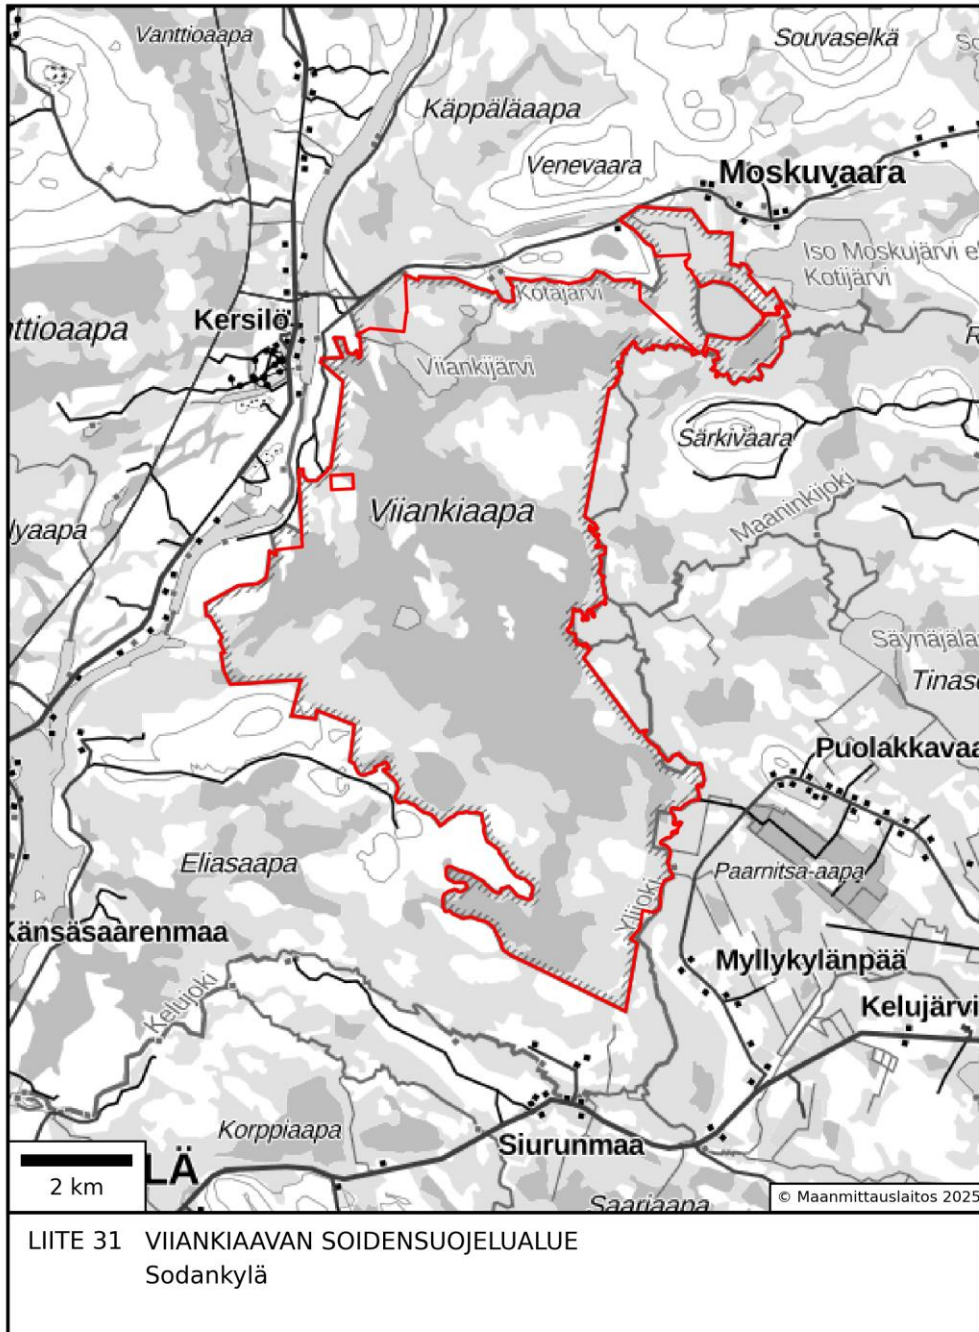 Vanttioaapa
Souvaselkä
Käppäläaapa
Venevaara
Moskuvaara
Iso Moskujärvi e
Kotijärvi
Kotajärvi
Kersilö
ttioaapa
Viiankijärvi
Särkivaara
Viiankiaapa
Maaninkijoki
lyaapa
Säynäjäla
Tinas
Puolakkavaa
Eliasaapa
Paarnitsa-aapa
Ylijoki
Känsäsaarenmaa
Myllykylänpää
Kelujoki
Kelujärvi
Korppiaapa
Siurunmaa
LÄ
2 km
Saariaapa
© Maanmittauslaitos 2025
LIITE 31 VIIANKIAAVAN SOIDENSUOJELUALUE
Sodankylä